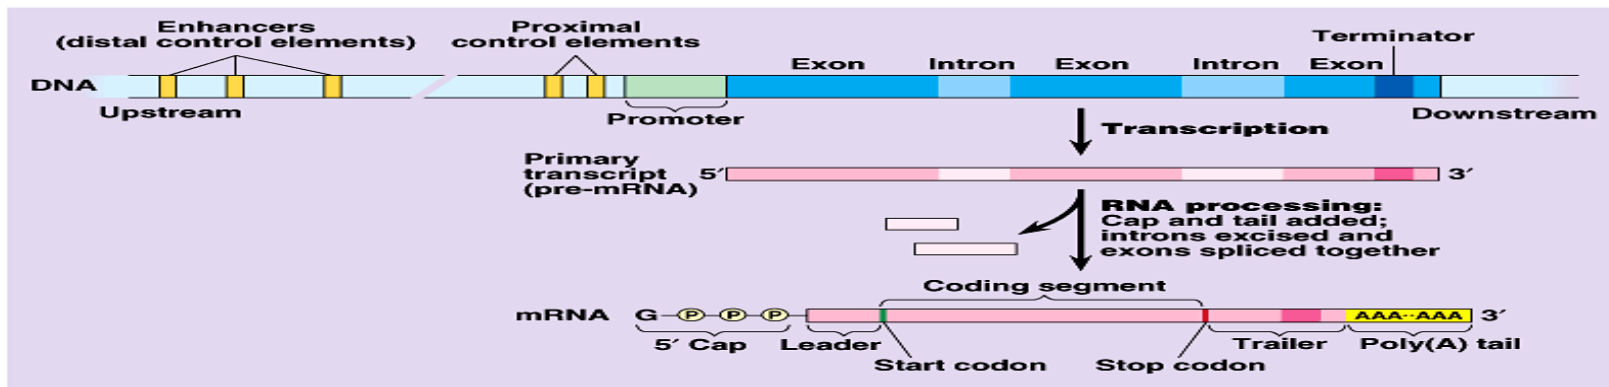 Enhancers
(distal control elements)
Proximal
control elements
Terminator
Exon
Intron
Exon
Intron
Exon
DNA
Upstream
Promoter
Downstream
Transcription
Primary
transcript
(pre-mRNA)
5′
3′
RNA processing:
Cap and tail added;
introns excised and
exons spliced together
Coding segment
mRNA
G
P
P
P
AAA··AAA
3′
5′ Cap
Leader
Trailer
Poly(A) tail
Start codon
Stop codon